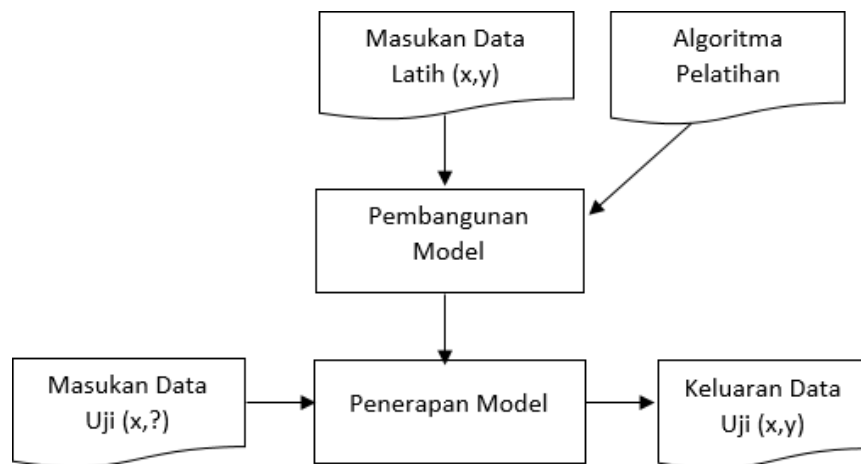 Masukan Data
Latih (x,y)
Algoritma
Pelatihan
Pembangunan
Model
Masukan Data
Uji (x,?)
Penerapan Model
Keluaran Data
Uji (x,y)